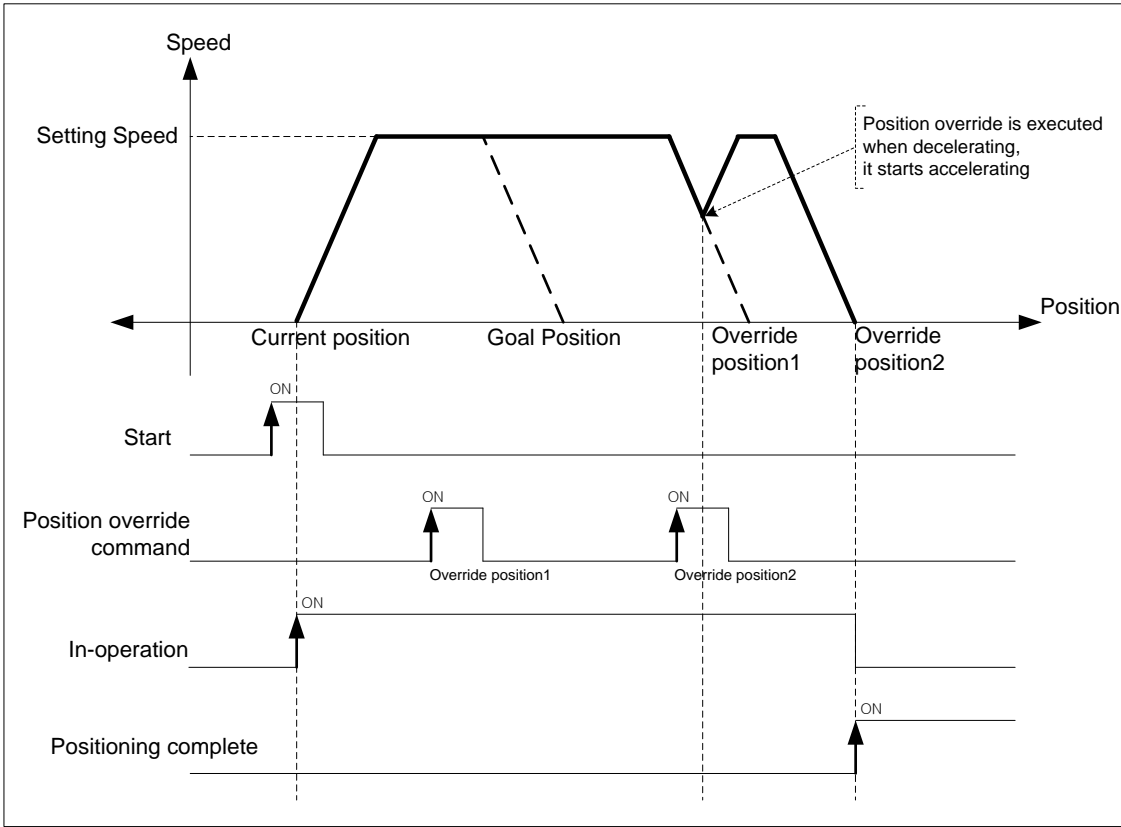 Speed
Setting Speed
Position override is executed
when decelerating,
it starts accelerating
Position
Current position
Goal Position
Override
position1
Override
position2
ON
Start
ON
ON
Position override
command
Override position1
Override position2
ON
In-operation
ON
Positioning complete